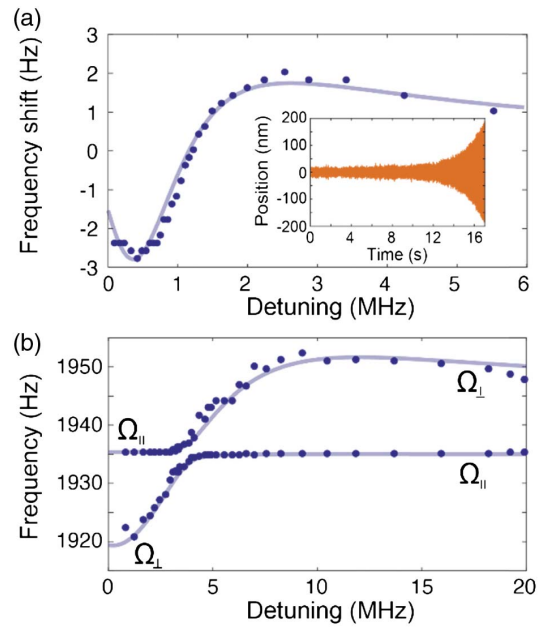 (a)
3
2
1
0
-1
-2
-3
Frequency shift (Hz)
200
100
0
-100
-200
Position (nm)
0 4 8 12 16
Time (s)
0 1 2 3 4 5 6
Detuning (MHz)
(b)
1950
1940
1930
1920
Frequency (Hz)
Ω∥
Ω⊥
Ω⊥
Ω∥
0 5 10 15 20
Detuning (MHz)